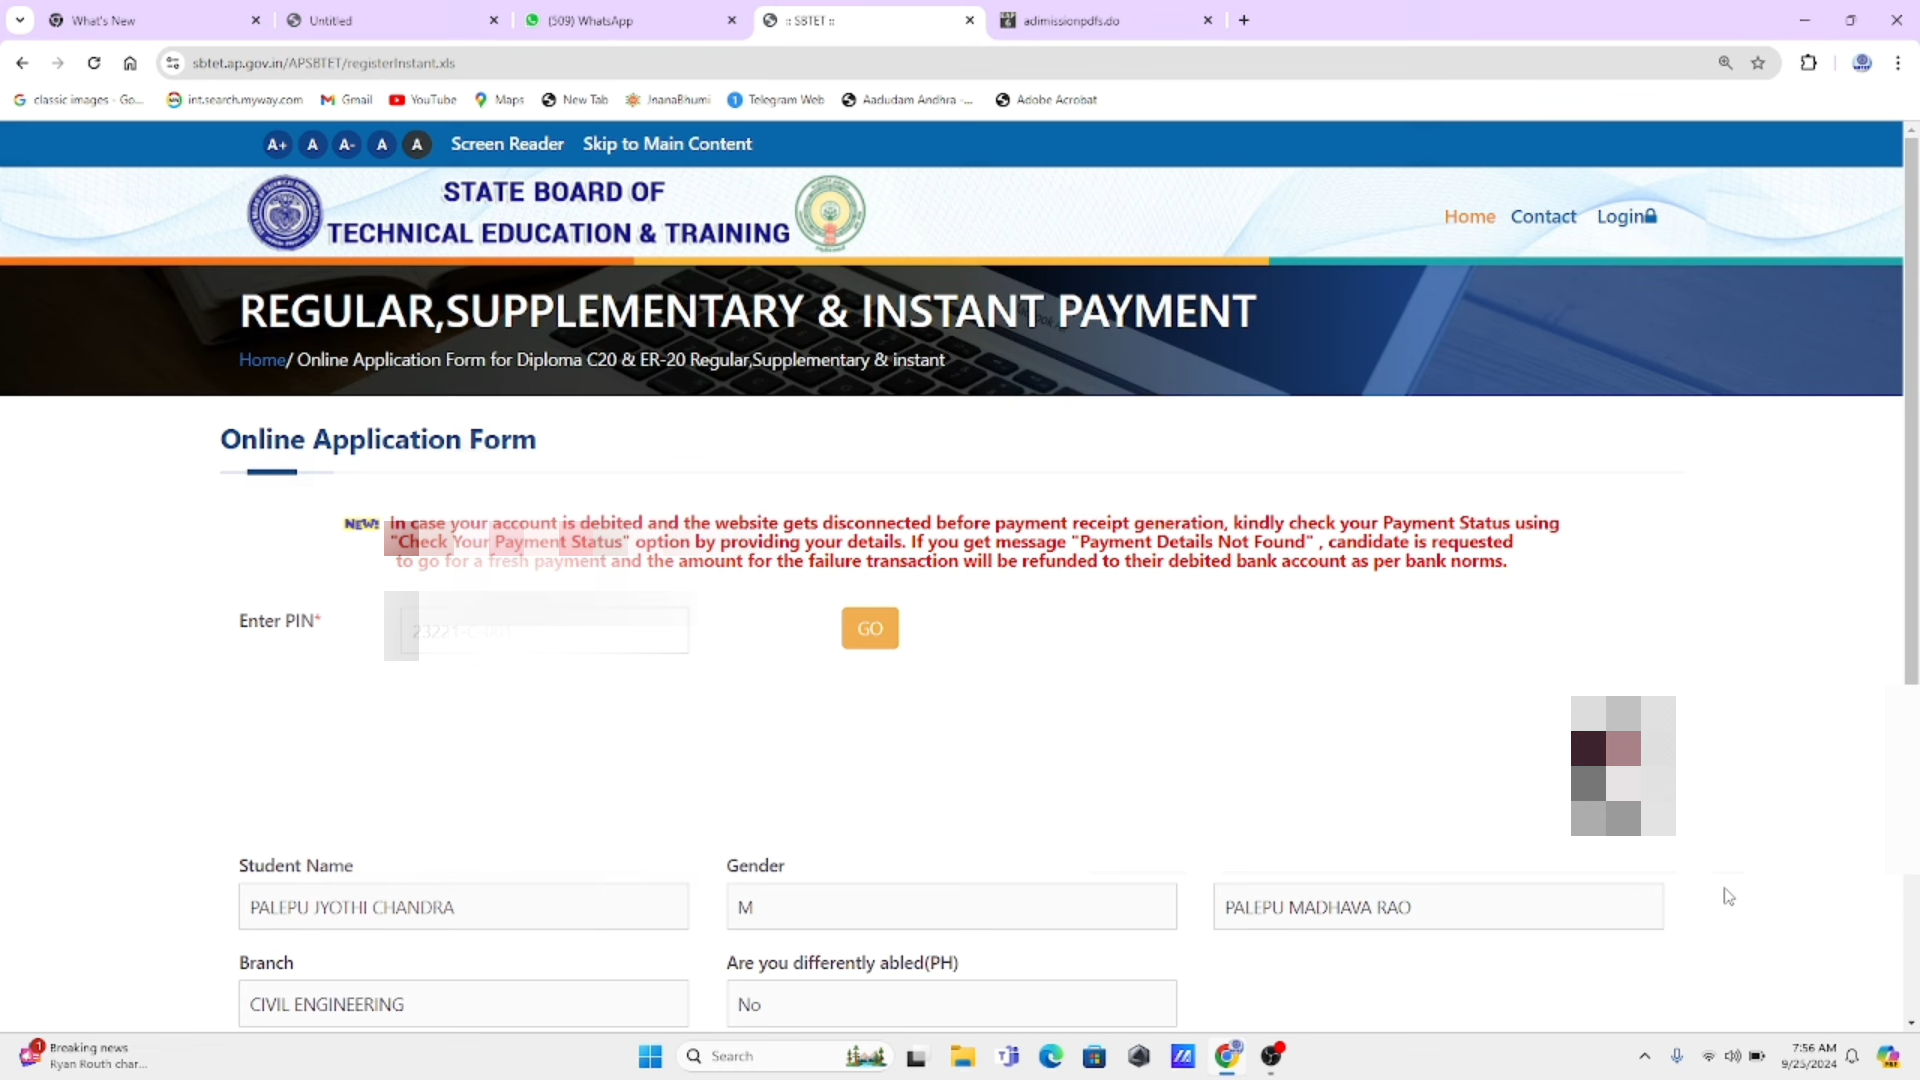 What's New
Untitled
(509) WhatsApp
:: SBTET ::
adimissionpdfs.do
sbtet.ap.gov.in/APSBTET/registerInstant.xls
classic images - Go...
int.search.myway.com
Gmail
YouTube
Maps
New Tab
JnanaBhumi
Telegram Web
Aadudam Andhra -...
Adobe Acrobat
A+ A A- A A Screen Reader Skip to Main Content
STATE BOARD OF
TECHNICAL EDUCATION & TRAINING
Home Contact Login
REGULAR,SUPPLEMENTARY & INSTANT PAYMENT
Home/ Online Application Form for Diploma C20 & ER-20 Regular,Supplementary & instant
Online Application Form
NEW! In case your account is debited and the website gets disconnected before payment receipt generation, kindly check your Payment Status using
"Check Your Payment Status" option by providing your details. If you get message "Payment Details Not Found" , candidate is requested
to go for a fresh payment and the amount for the failure transaction will be refunded to their debited bank account as per bank norms.
Enter PIN*
GO
Student Name
Gender
PALEPU JYOTHI CHANDRA
M
PALEPU MADHAVA RAO
Branch
Are you differently abled(PH)
CIVIL ENGINEERING
No
1
Breaking news
Ryan Routh char...
Search
7:56 AM
9/25/2024